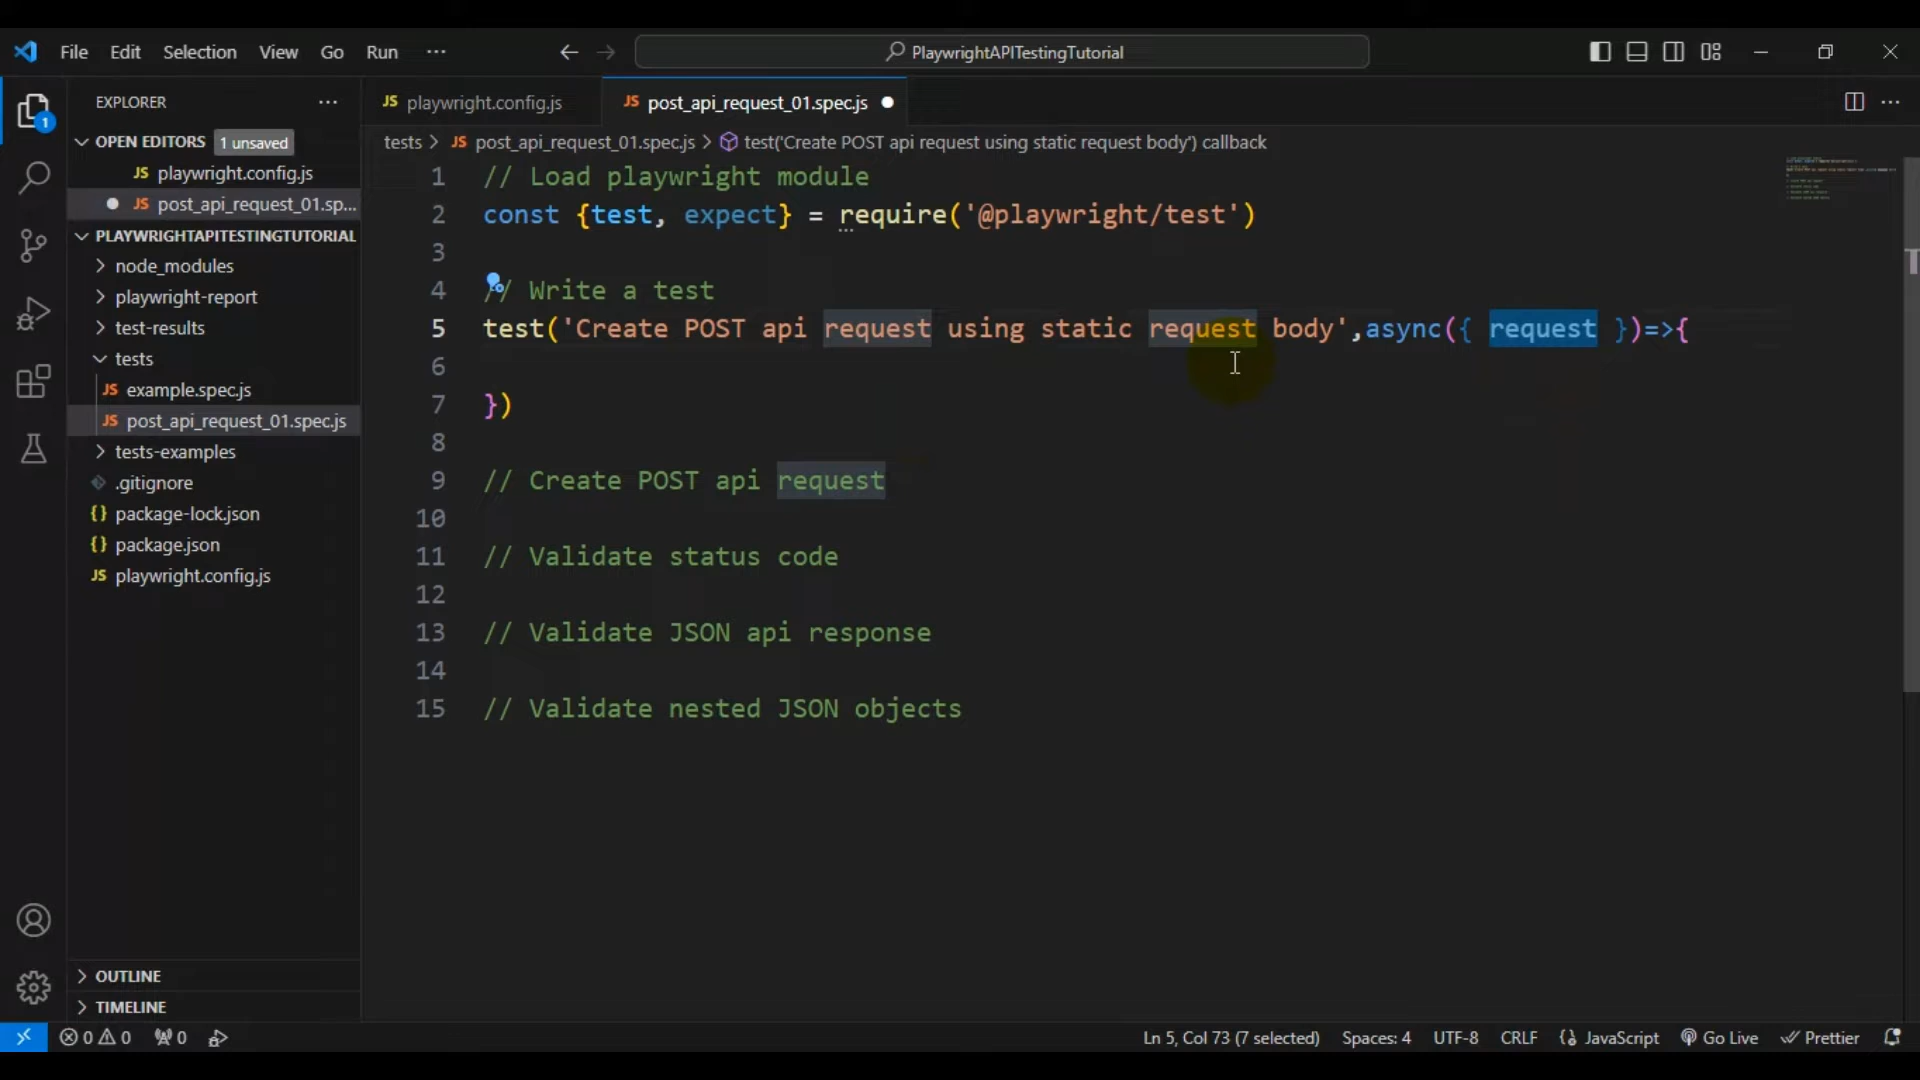 File Edit Selection View Go Run ··· PlaywrightAPITestingTutorial
EXPLORER ···
1
OPEN EDITORS 1 unsaved
JS playwright.config.js
JS post_api_request_01.sp...
PLAYWRIGHTAPITESTINGTUTORIAL
node_modules
playwright-report
test-results
tests
JS example.spec.js
JS post_api_request_01.spec.js
tests-examples
.gitignore
{} package-lock.json
{} package.json
JS playwright.config.js
OUTLINE
TIMELINE
JS playwright.config.js JS post_api_request_01.spec.js ···
tests > JS post_api_request_01.spec.js > test('Create POST api request using static request body') callback
1 // Load playwright module
2 const {test, expect} = require('@playwright/test')
3
4 // Write a test
5 test('Create POST api request using static request body',async({ request })=>{
6
7 })
8
9 // Create POST api request
10
11 // Validate status code
12
13 // Validate JSON api response
14
15 // Validate nested JSON objects
0 0 0 Ln 5, Col 73 (7 selected) Spaces: 4 UTF-8 CRLF {} JavaScript Go Live Prettier